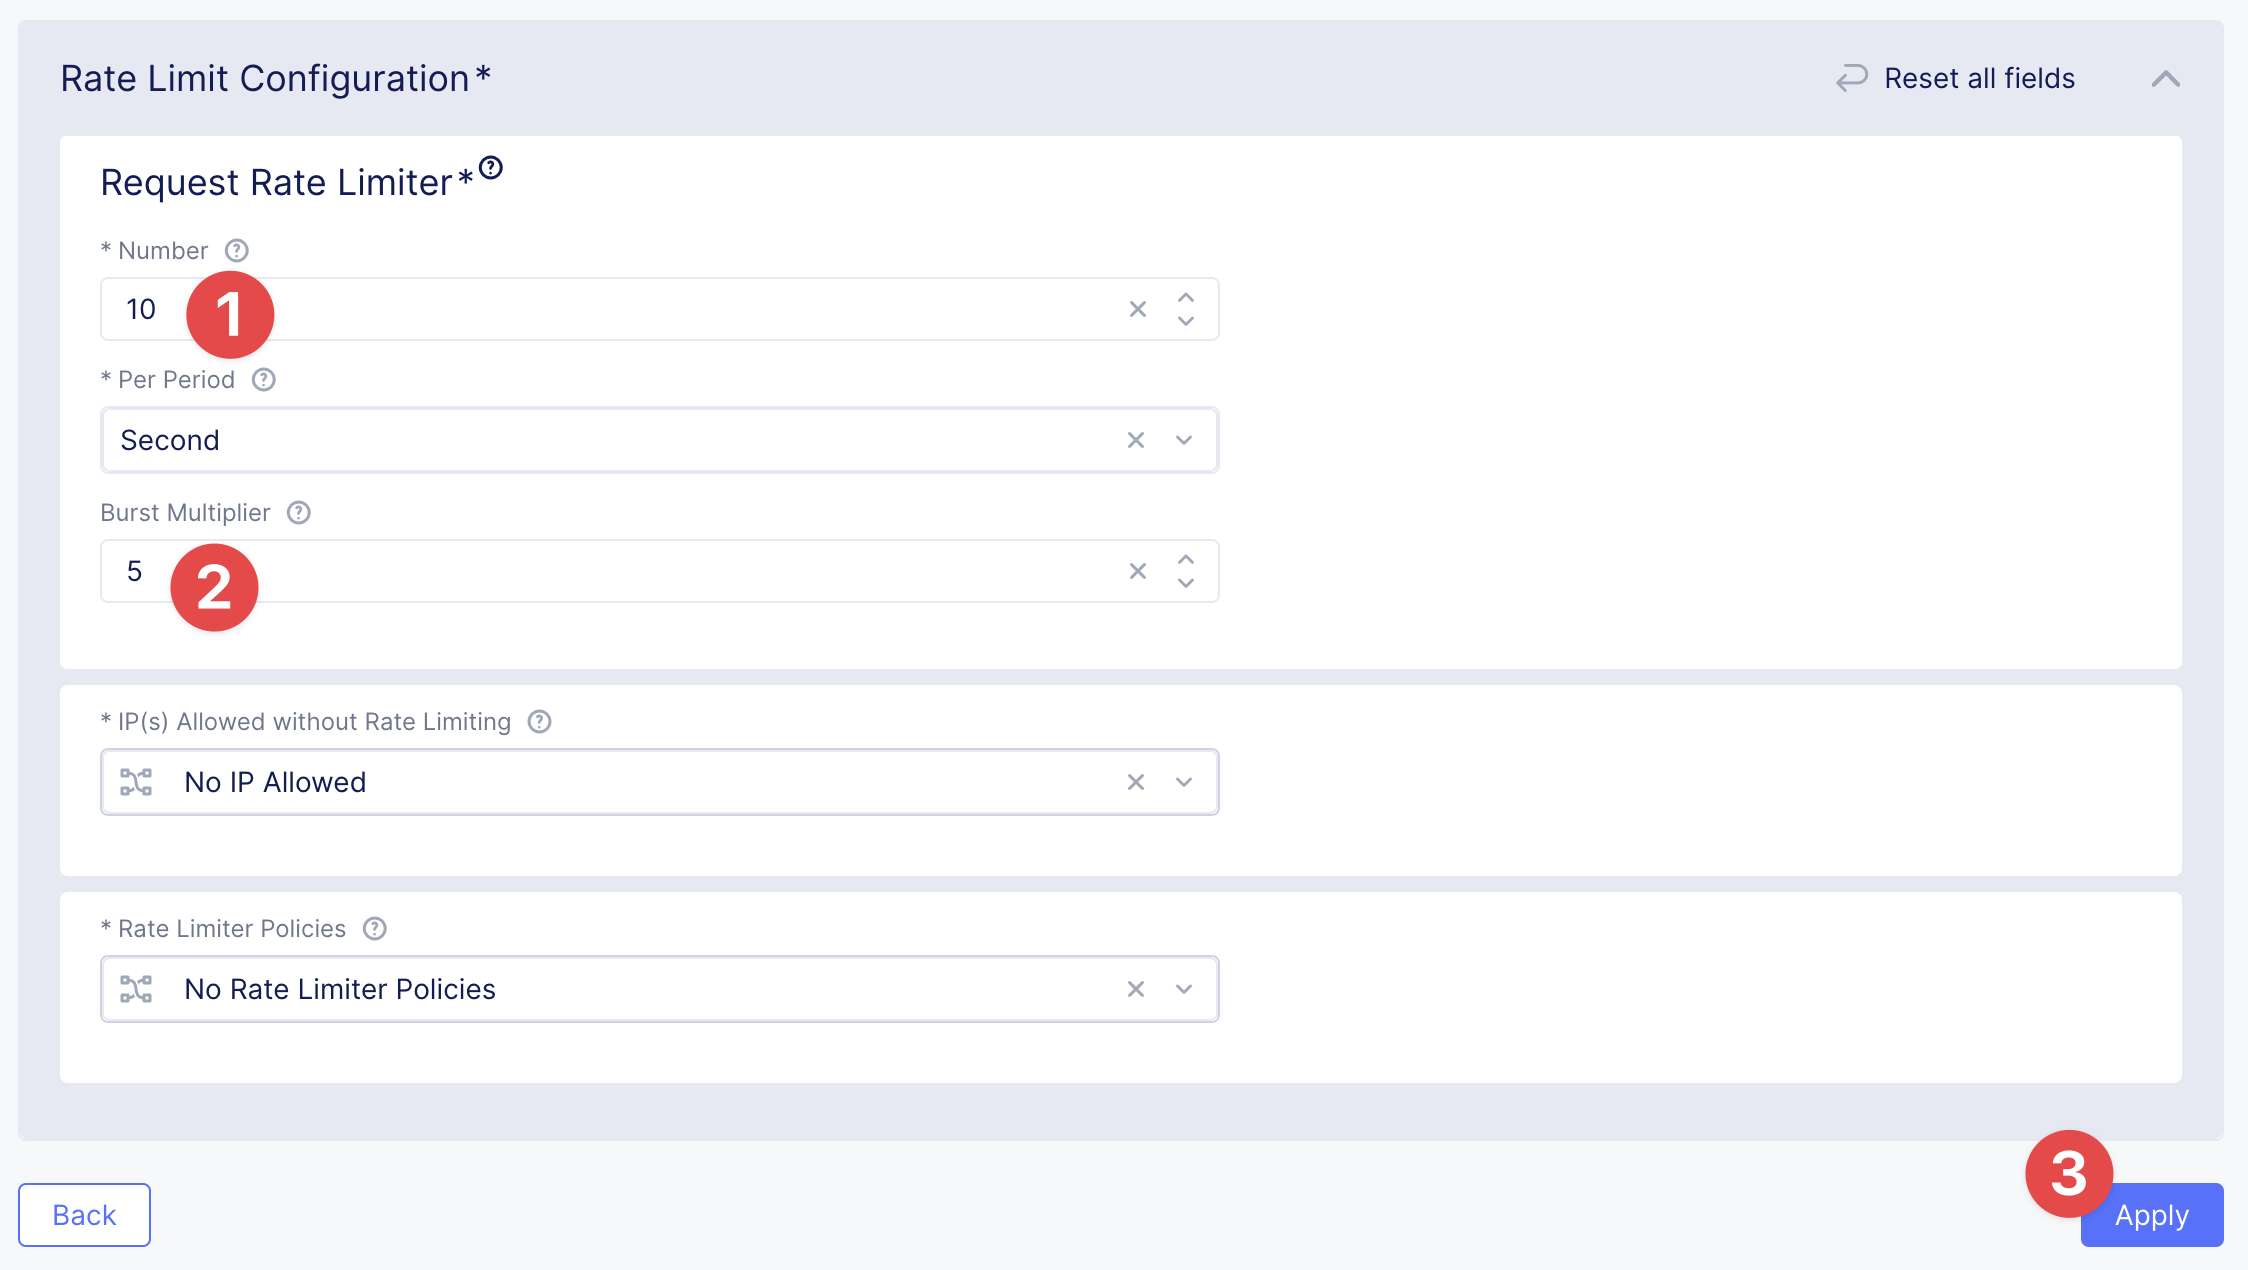 Rate Limit Configuration*
Reset all fields
Request Rate Limiter*
* Number
10
1
* Per Period
Second
Burst Multiplier
5
2
* IP(s) Allowed without Rate Limiting
No IP Allowed
* Rate Limiter Policies
No Rate Limiter Policies
3
Back
Apply